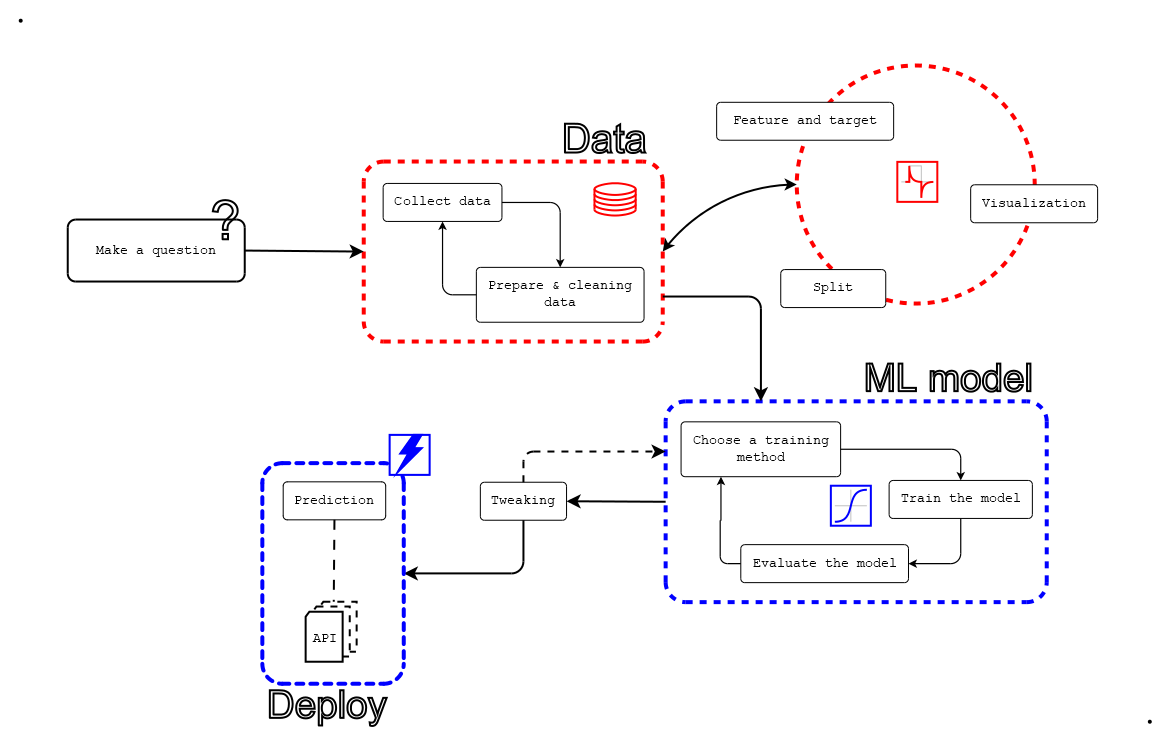 Data
Feature and target
Collect data
Visualization
?
Make a question
Prepare & cleaning
data
Split
ML model
Choose a training
method
Prediction
Tweaking
Train the model
Evaluate the model
API
Deploy